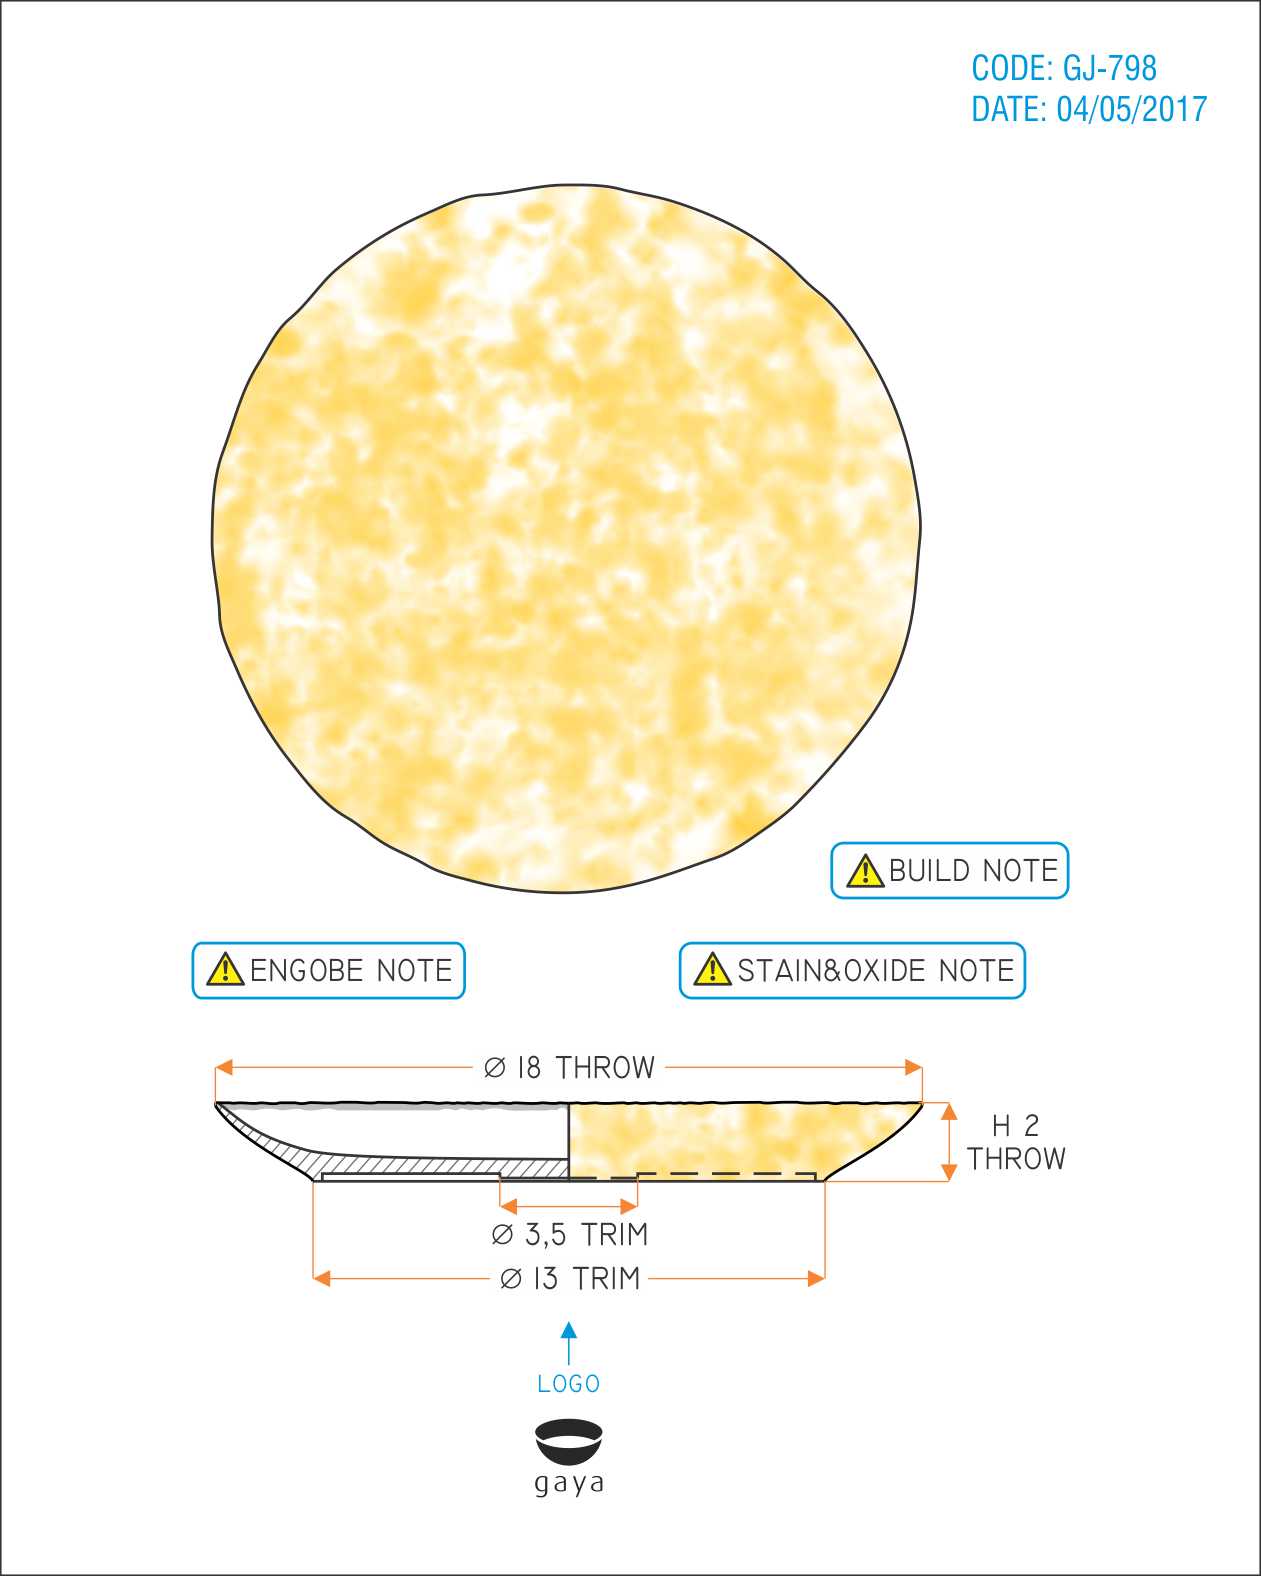 CODE: GJ-798
DATE: 04/05/2017
BUILD NOTE
ENGOBE NOTE
STAIN&OXIDE NOTE
∅ 18 THROW
H 2
THROW
∅ 3,5 TRIM
∅ 13 TRIM
LOGO
gaya